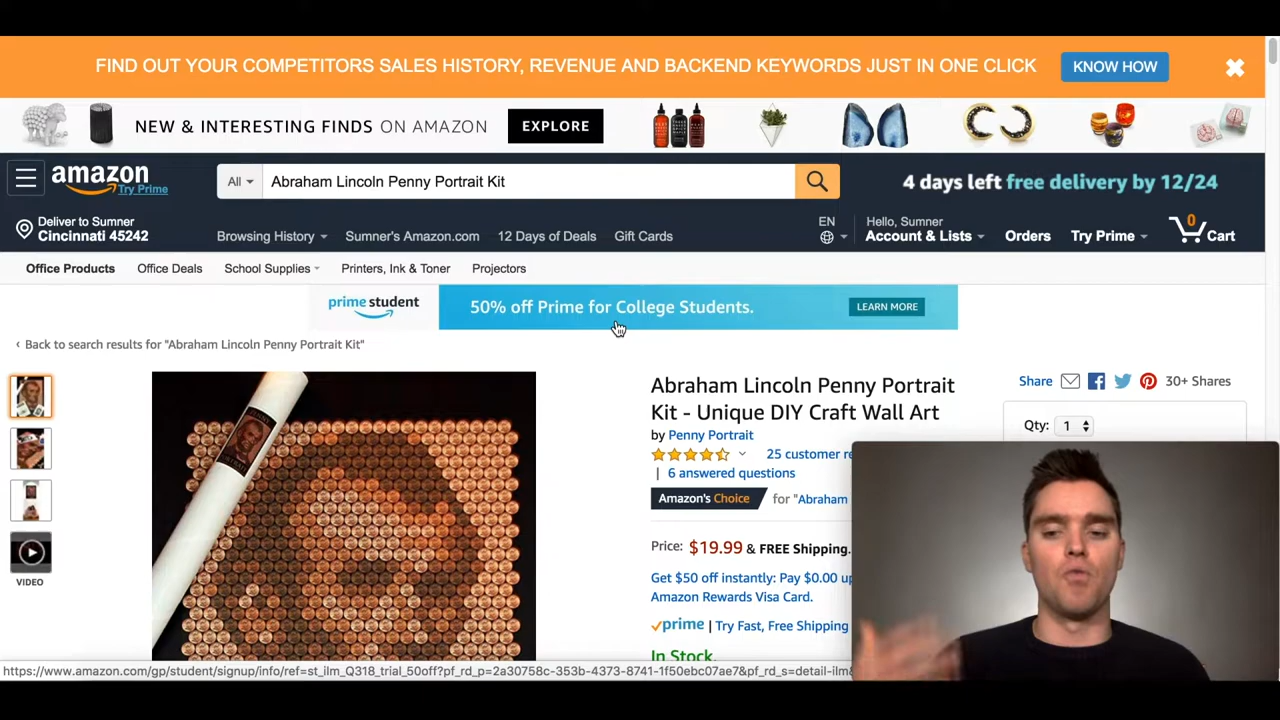 FIND OUT YOUR COMPETITORS SALES HISTORY, REVENUE AND BACKEND KEYWORDS JUST IN ONE CLICK
KNOW HOW
NEW & INTERESTING FINDS ON AMAZON
EXPLORE
amazon
Try Prime
All
Abraham Lincoln Penny Portrait Kit
4 days left free delivery by 12/24
Deliver to Sumner
Cincinnati 45242
Browsing History
Sumner's Amazon.com
12 Days of Deals
Gift Cards
EN
Hello, Sumner
Account & Lists
Orders
Try Prime
0
Cart
Office Products
Office Deals
School Supplies
Printers, Ink & Toner
Projectors
prime student
50% off Prime for College Students.
LEARN MORE
‹ Back to search results for "Abraham Lincoln Penny Portrait Kit"
Abraham Lincoln Penny Portrait
Kit - Unique DIY Craft Wall Art
by Penny Portrait
25 customer re
| 6 answered questions
Amazon's Choice
for "Abraham
Price: $19.99 & FREE Shipping.
Get $50 off instantly: Pay $0.00 up
Amazon Rewards Visa Card.
prime | Try Fast, Free Shipping
In Stock.
Share
30+ Shares
Qty: 1
VIDEO
PENNY
PORTRAIT
https://www.amazon.com/gp/student/signup/info/ref=st_ilm_Q318_trial_50off?pf_rd_p=2a30758c-353b-4373-8741-1f50ebc07ae7&pf_rd_s=detail-ilm&